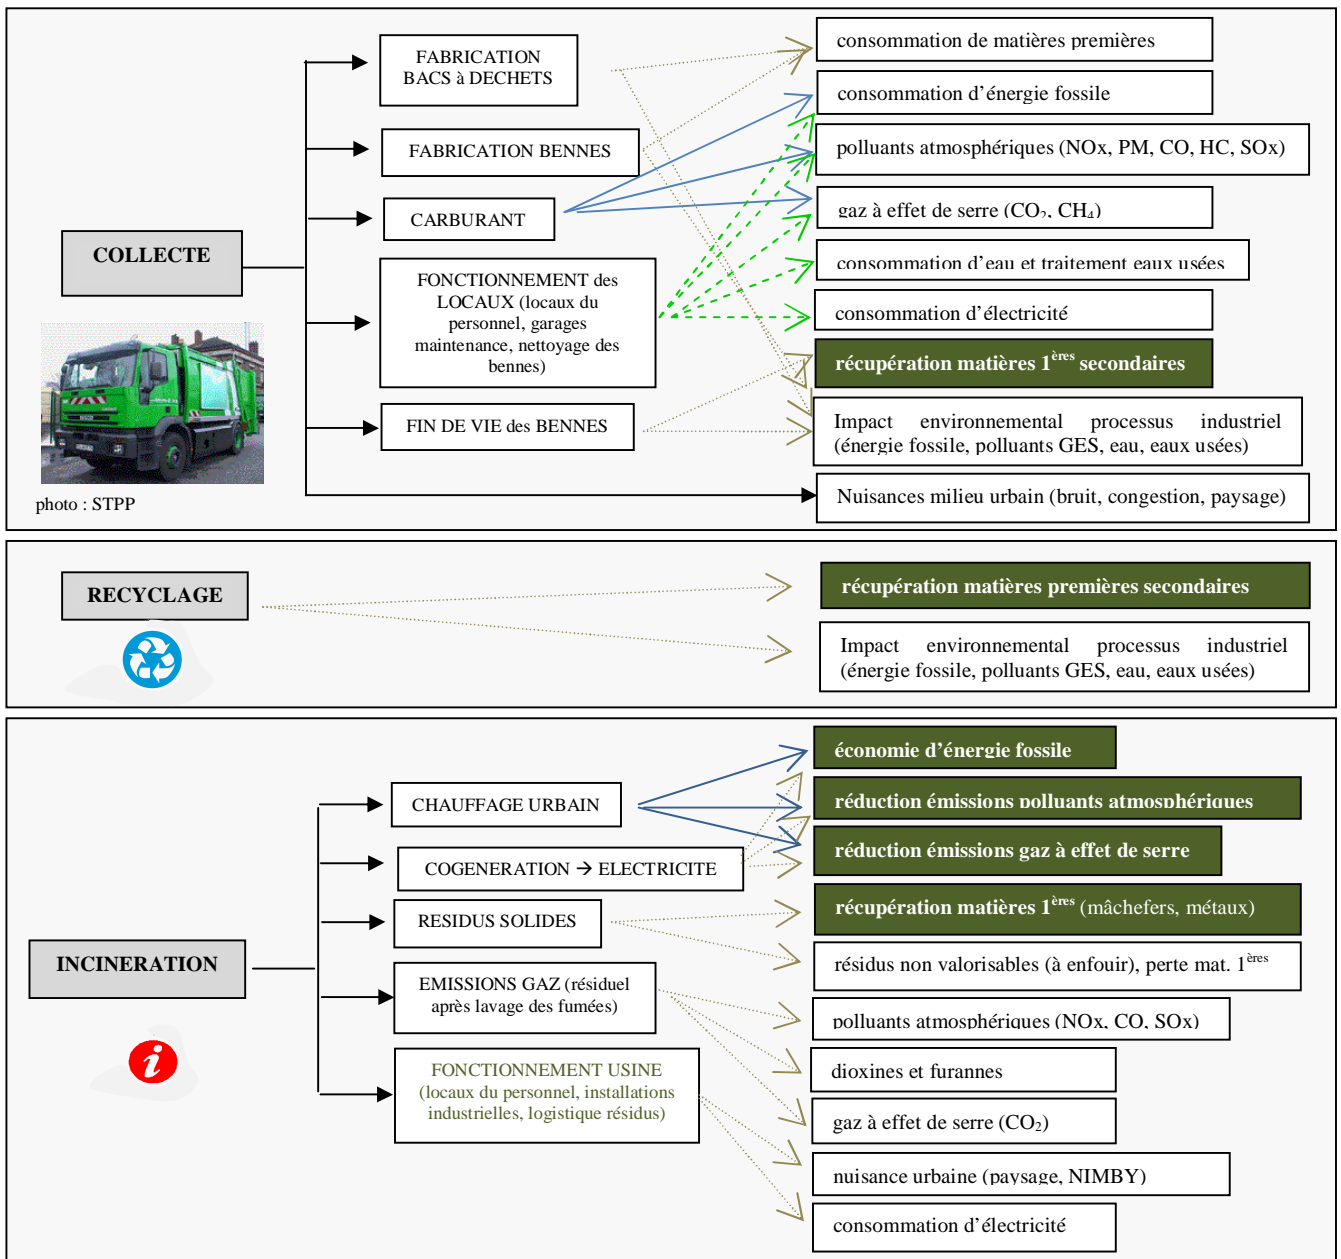 FABRICATION
BACS à DECHETS
FABRICATION BENNES
CARBURANT
COLLECTE
FONCTIONNEMENT des
LOCAUX (locaux du
personnel, garages
maintenance, nettoyage des
bennes)
FIN DE VIE des BENNES
photo : STPP
consommation de matières premières
consommation d'énergie fossile
polluants atmosphériques (NOx, PM, CO, HC, SOx)
gaz à effet de serre (CO₂, CH₄)
consommation d'eau et traitement eaux usées
consommation d'électricité
récupération matières 1ères secondaires
Impact environnemental processus industriel
(énergie fossile, polluants GES, eau, eaux usées)
Nuisances milieu urbain (bruit, congestion, paysage)
RECYCLAGE
récupération matières premières secondaires
Impact environnemental processus industriel
(énergie fossile, polluants GES, eau, eaux usées)
INCINERATION
i
CHAUFFAGE URBAIN
COGENERATION → ELECTRICITE
RESIDUS SOLIDES
EMISSIONS GAZ (résiduel
après lavage des fumées)
FONCTIONNEMENT USINE
(locaux du personnel, installations
industrielles, logistique résidus)
économie d'énergie fossile
réduction émissions polluants atmosphériques
réduction émissions gaz à effet de serre
récupération matières 1ères (mâchefers, métaux)
résidus non valorisables (à enfouir), perte mat. 1ères
polluants atmosphériques (NOx, CO, SOx)
dioxines et furannes
gaz à effet de serre (CO₂)
nuisance urbaine (paysage, NIMBY)
consommation d'électricité